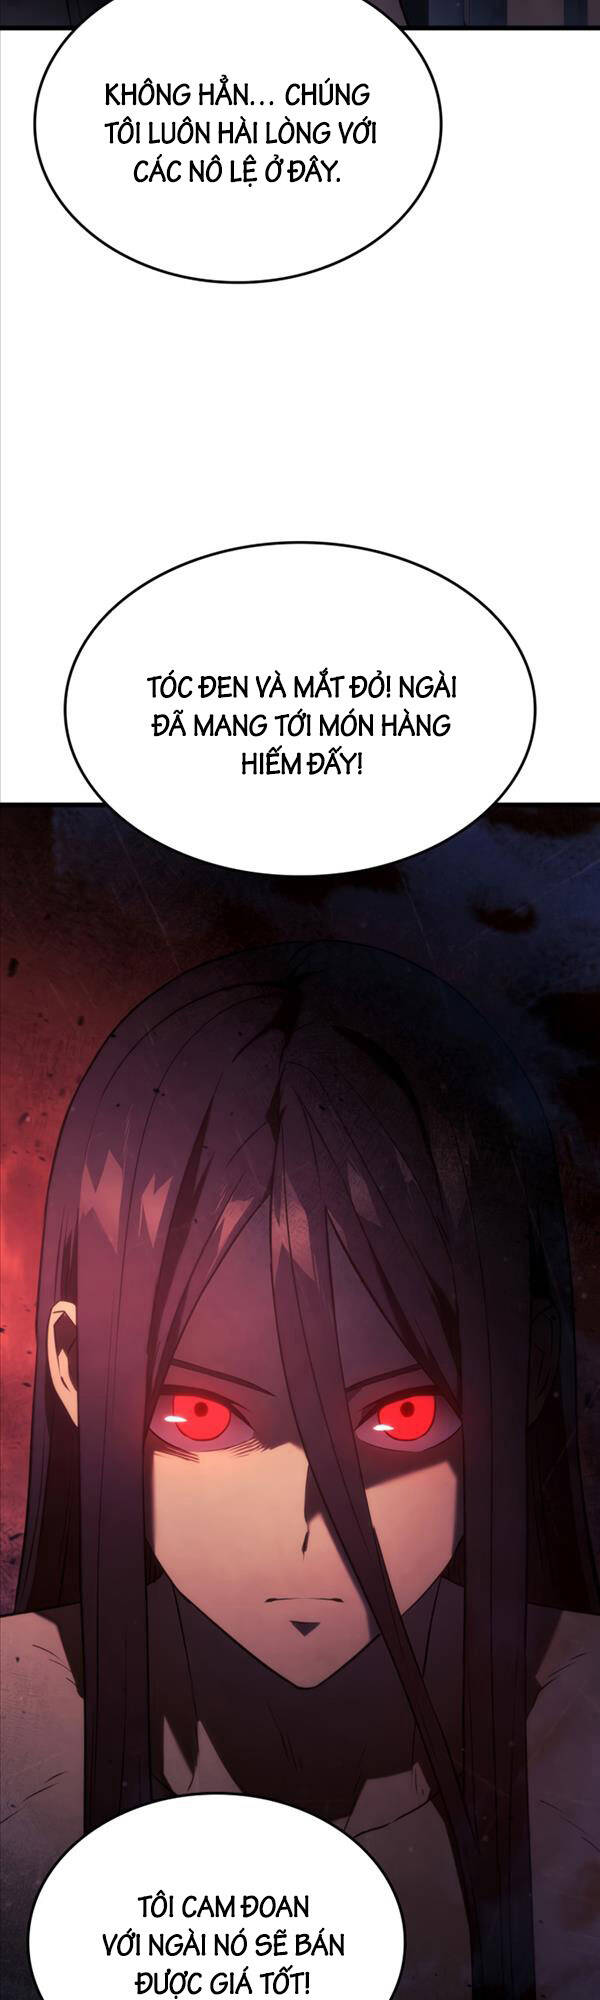 KHÔNG HẲN... CHÚNG
TÔI LUÔN HÀI LÒNG VỚI
CÁC NÔ LỆ Ở ĐÂY.
TÓC ĐEN VÀ MẮT ĐỎ! NGÀI
ĐÃ MANG TỚI MÓN HÀNG
HIẾM ĐẤY!
TÔI CAM ĐOAN
VỚI NGÀI NÓ SẼ BÁN
ĐƯỢC GIÁ TỐT!